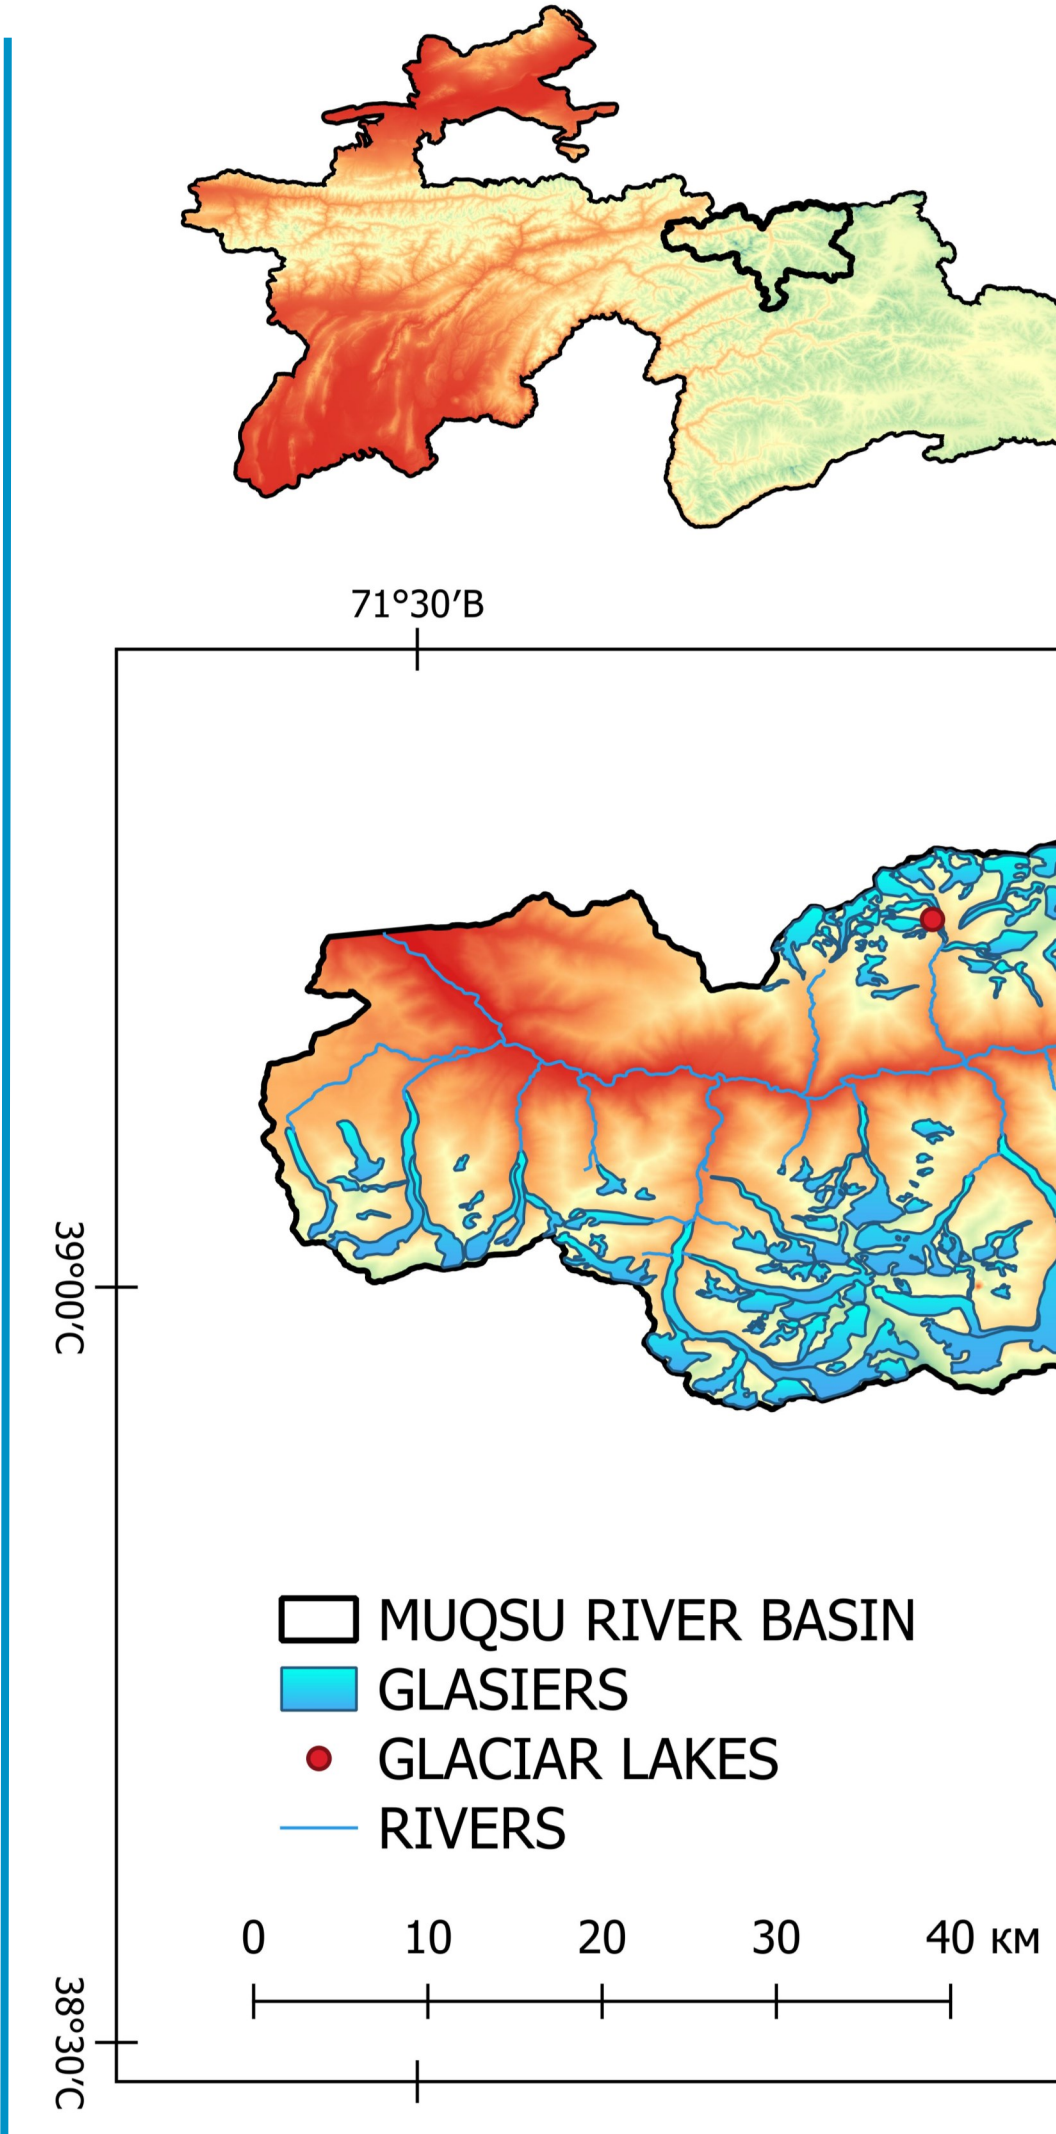 71°30′В
39°00′С
MUQSU RIVER BASIN
GLASIERS
GLACIAR LAKES
RIVERS
0 10 20 30 40 км
38°30′С